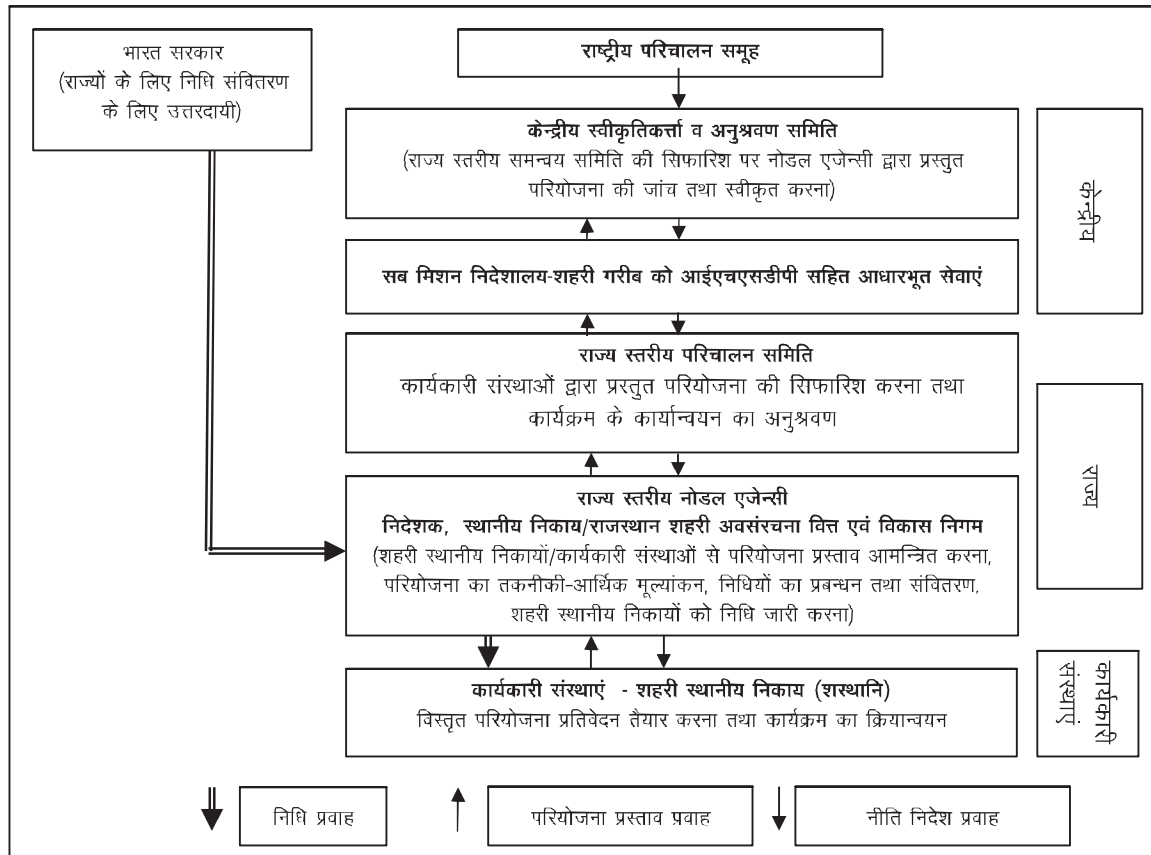 भारत सरकार
(राज्यों के लिए निधि संवितरण
के लिए उत्तरदायी)
राष्ट्रीय परिचालन समूह
केन्द्रीय स्वीकृतिकर्त्ता व अनुश्रवण समिति
(राज्य स्तरीय समन्वय समिति की सिफारिश पर नोडल एजेन्सी द्वारा प्रस्तुत
परियोजना की जांच तथा स्वीकृत करना)
सब मिशन निदेशालय-शहरी गरीब को आईएचएसडीपी सहित आधारभूत सेवाएं
केन्द्रीय
राज्य स्तरीय परिचालन समिति
कार्यकारी संस्थाओं द्वारा प्रस्तुत परियोजना की सिफारिश करना तथा
कार्यक्रम के कार्यान्वयन का अनुश्रवण
राज्य स्तरीय नोडल एजेन्सी
निदेशक, स्थानीय निकाय/राजस्थान शहरी अवसंरचना वित्त एवं विकास निगम
(शहरी स्थानीय निकायों/कार्यकारी संस्थाओं से परियोजना प्रस्ताव आमन्त्रित करना,
परियोजना का तकनीकी-आर्थिक मूल्यांकन, निधियों का प्रबन्धन तथा संवितरण,
शहरी स्थानीय निकायों को निधि जारी करना)
राज्य
कार्यकारी संस्थाएं - शहरी स्थानीय निकाय (शस्थानि)
विस्तृत परियोजना प्रतिवेदन तैयार करना तथा कार्यक्रम का क्रियान्वयन
कार्यकारी
संस्थाएं
निधि प्रवाह
परियोजना प्रस्ताव प्रवाह
नीति निदेश प्रवाह